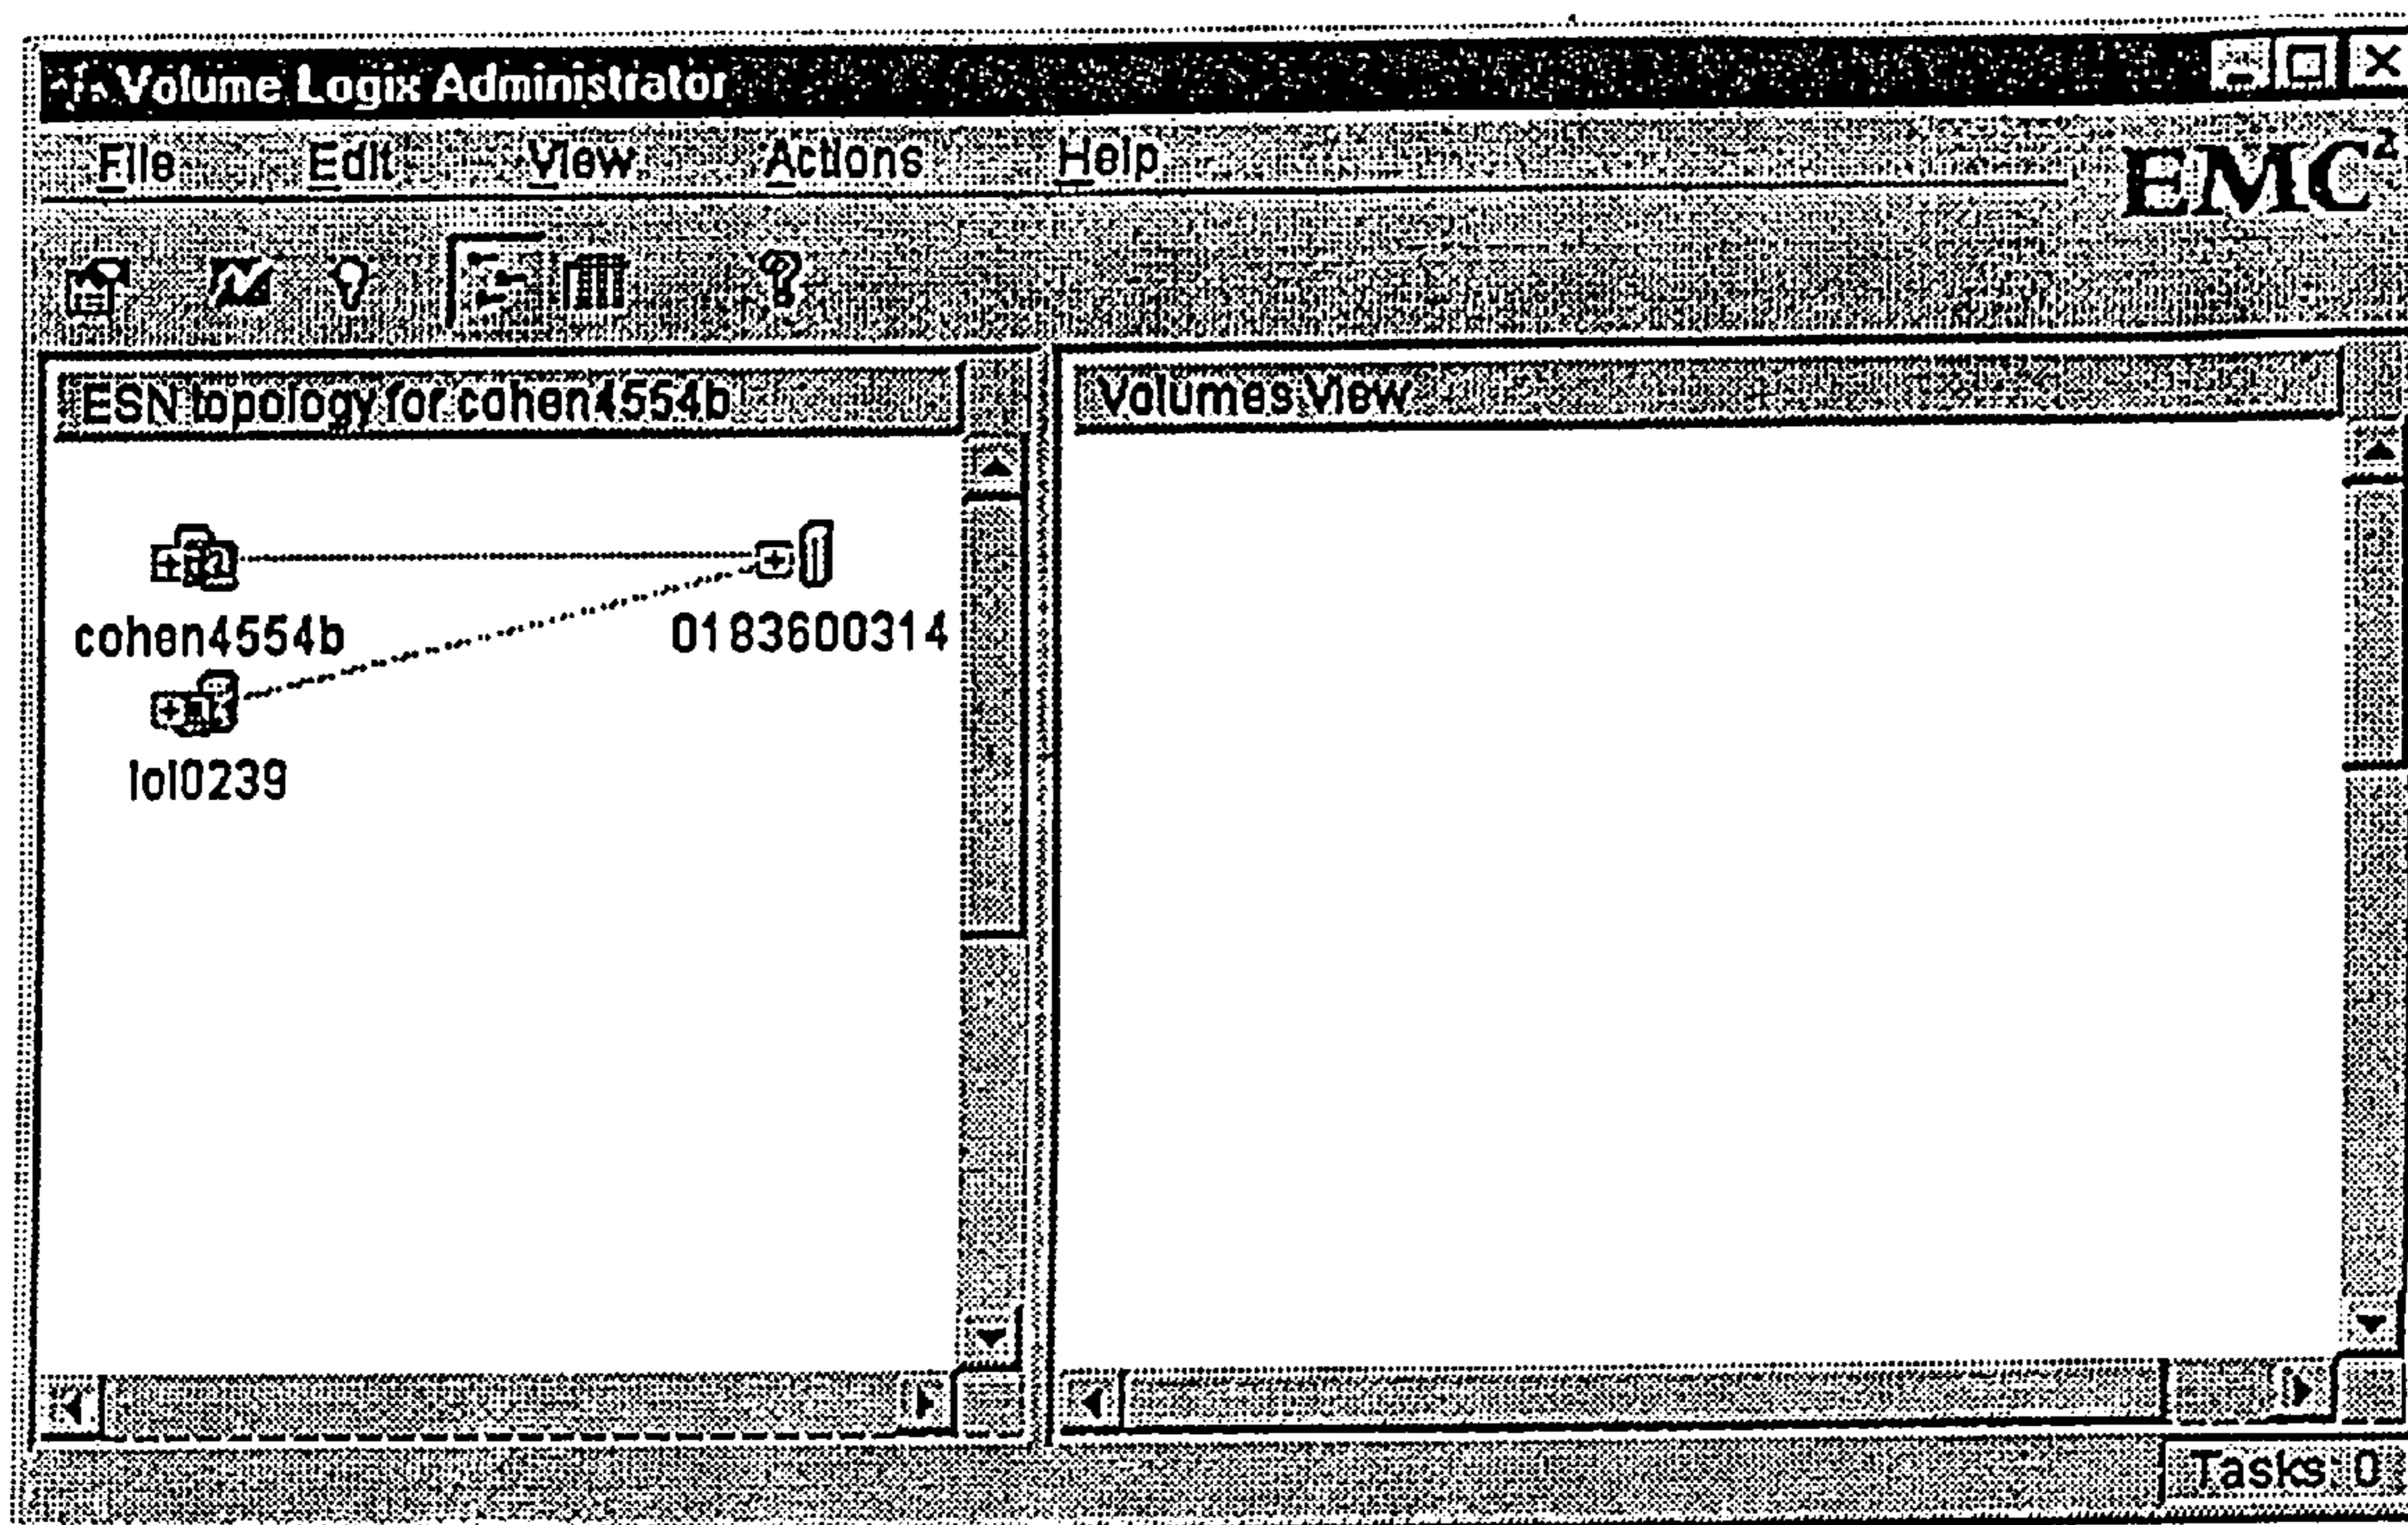 Volume Logix Administrator
File Edit View Actions Help
EMC²
ESN topology for cohen4554b
Volumes View
cohen4554b
0183600314
lol0239
Tasks: 0